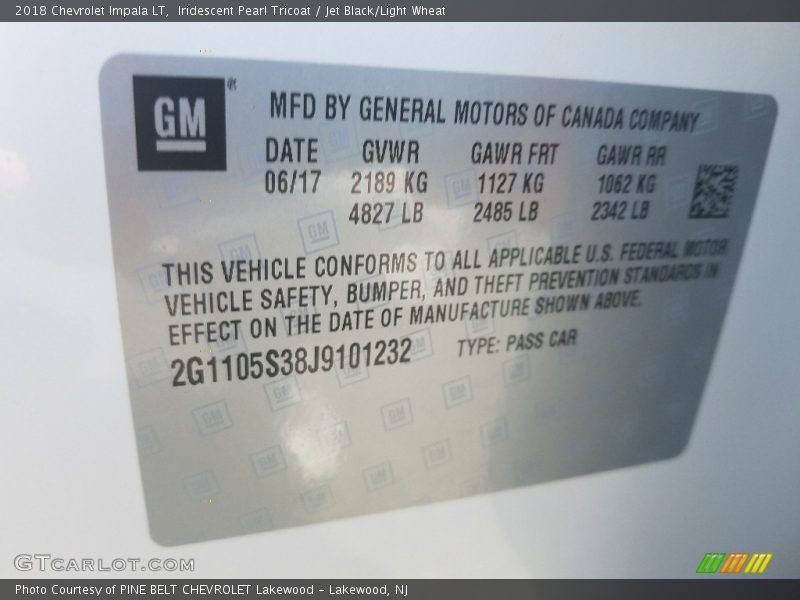 2018 Chevrolet Impala LT,  Iridescent Pearl Tricoat / Jet Black/Light Wheat
GM®
MFD BY GENERAL MOTORS OF CANADA COMPANY
DATE GVWR GAWR FRT GAWR RR
06/17 2189 KG 1127 KG 1062 KG
4827 LB 2485 LB 2342 LB
THIS VEHICLE CONFORMS TO ALL APPLICABLE U.S. FEDERAL MOTOR
VEHICLE SAFETY, BUMPER, AND THEFT PREVENTION STANDARDS IN
EFFECT ON THE DATE OF MANUFACTURE SHOWN ABOVE.
2G1105S38J9101232 TYPE: PASS CAR
GTCARLOT.COM
Photo Courtesy of PINE BELT CHEVROLET Lakewood - Lakewood, NJ